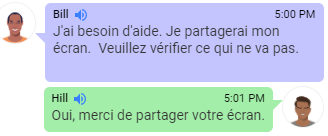 Bill 5:00 PM
J'ai besoin d'aide. Je partagerai mon
écran.  Veuillez vérifier ce qui ne va pas.
Hill 5:01 PM
Oui, merci de partager votre écran.